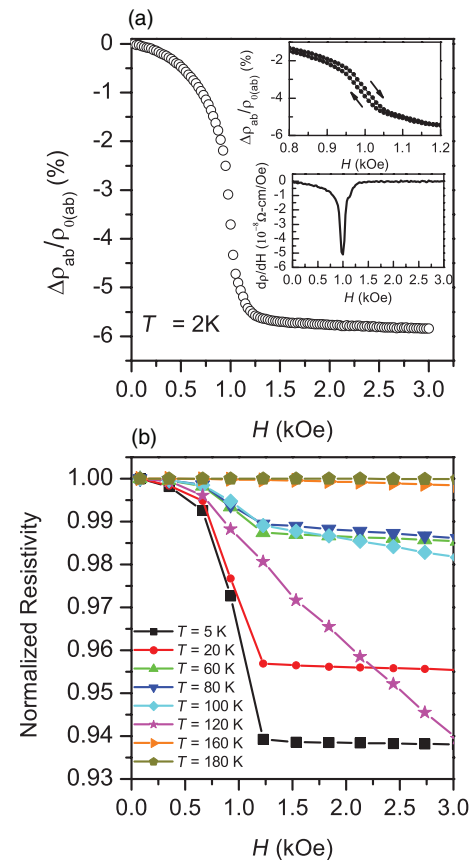 (a)
0
-1
-2
-3
-4
-5
-6
Δρab/ρ0(ab) (%)
T = 2K
0.0 0.5 1.0 1.5 2.0 2.5 3.0
H (kOe)
-2
-4
-6
Δρab/ρ0(ab) (%)
0.8 0.9 1.0 1.1 1.2
H (kOe)
0
-1
-2
-3
-4
-5
-6
dρ/dH (10⁻⁸Ω-cm/Oe)
0.0 0.5 1.0 1.5 2.0 2.5 3.0
H (kOe)
(b)
1.00
0.99
0.98
0.97
0.96
0.95
0.94
0.93
Normalized Resistivity
T = 5 K
T = 20 K
T = 60 K
T = 80 K
T = 100 K
T = 120 K
T = 160 K
T = 180 K
0.0 0.5 1.0 1.5 2.0 2.5 3.0
H (kOe)